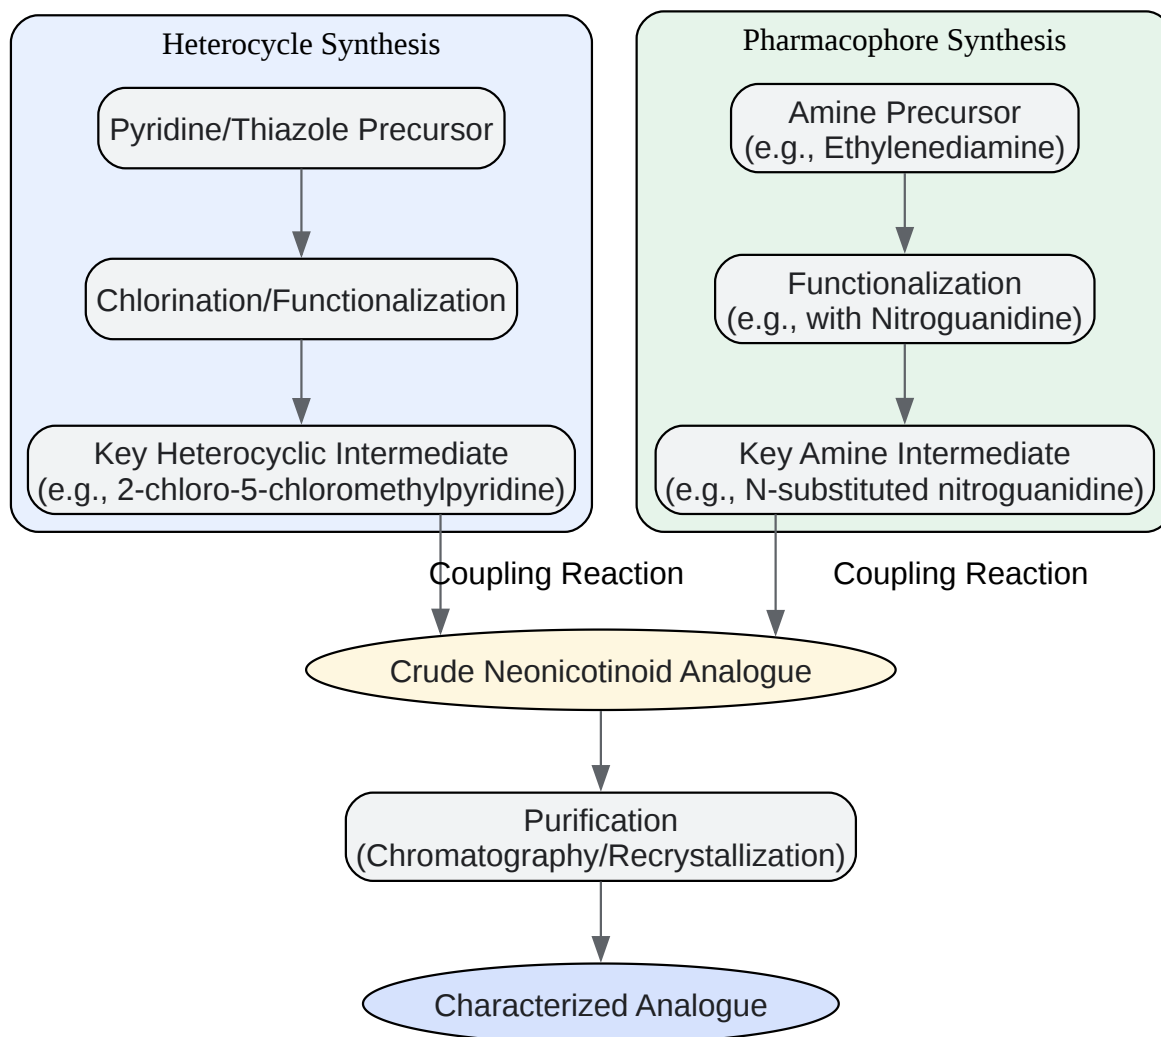 Heterocycle Synthesis
Pyridine/Thiazole Precursor
Chlorination/Functionalization
Key Heterocyclic Intermediate
(e.g., 2-chloro-5-chloromethylpyridine)
Pharmacophore Synthesis
Amine Precursor
(e.g., Ethylenediamine)
Functionalization
(e.g., with Nitroguanidine)
Key Amine Intermediate
(e.g., N-substituted nitroguanidine)
Coupling Reaction
Coupling Reaction
Crude Neonicotinoid Analogue
Purification
(Chromatography/Recrystallization)
Characterized Analogue